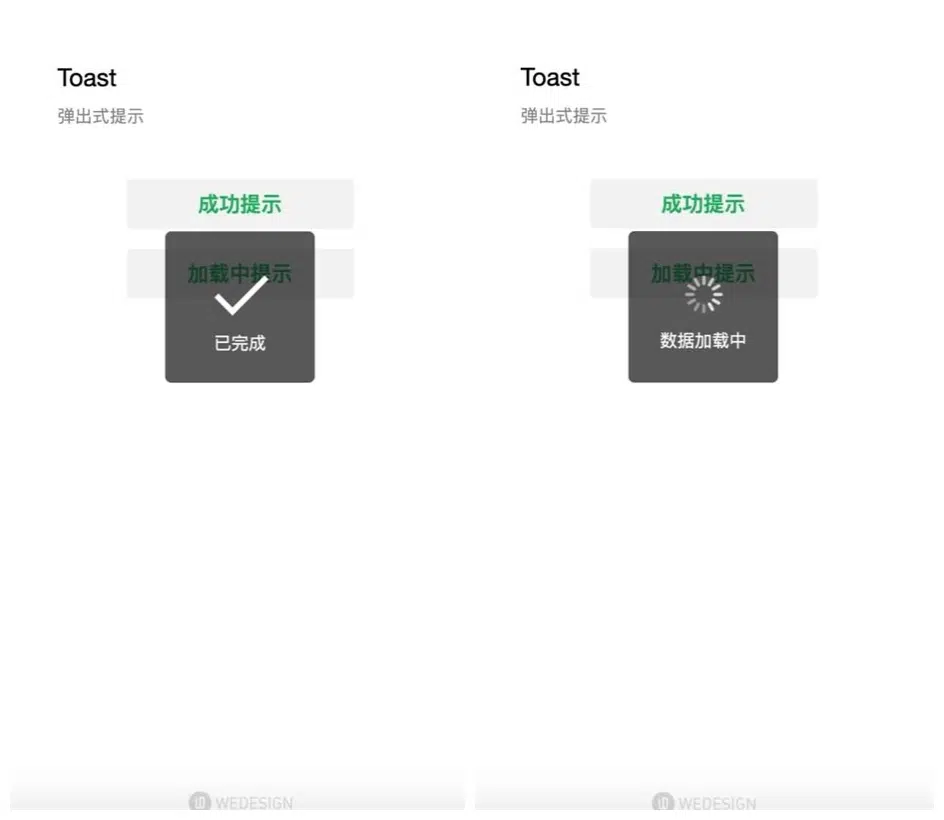 Toast
弹出式提示
成功提示
加载中提示
已完成
WEDESIGN
Toast
弹出式提示
成功提示
加载中提示
数据加载中
WEDESIGN